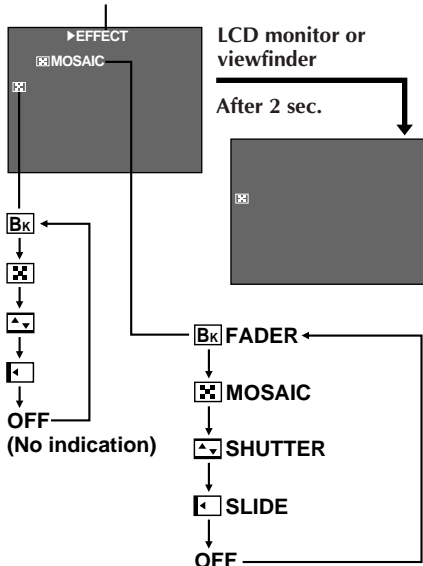 ▶EFFECT
MOSAIC
LCD monitor or
viewfinder
After 2 sec.
BK
OFF
(No indication)
BK FADER
MOSAIC
SHUTTER
SLIDE
OFF